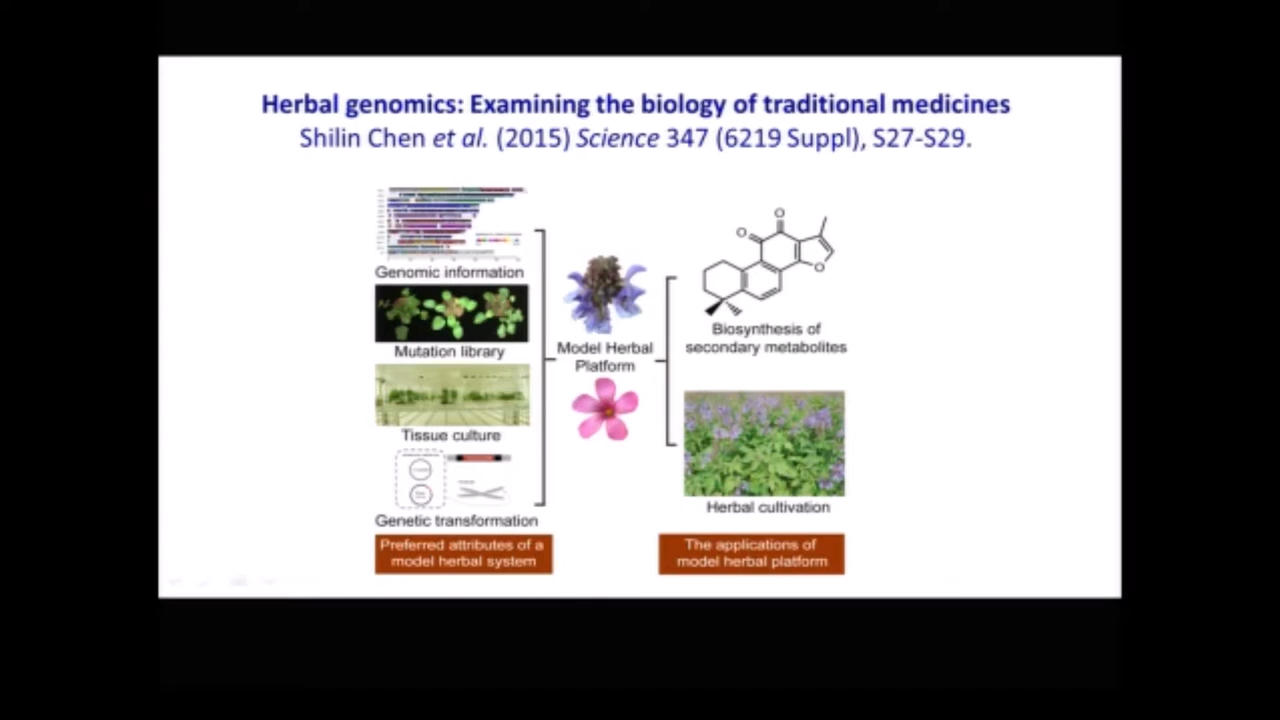 Herbal genomics: Examining the biology of traditional medicines
Shilin Chen et al. (2015) Science 347 (6219 Suppl), S27-S29.
Genomic information
Mutation library
Tissue culture
Genetic transformation
Preferred attributes of a
model herbal system
Model Herbal
Platform
O
O
O
Biosynthesis of
secondary metabolites
Herbal cultivation
The applications of
model herbal platform